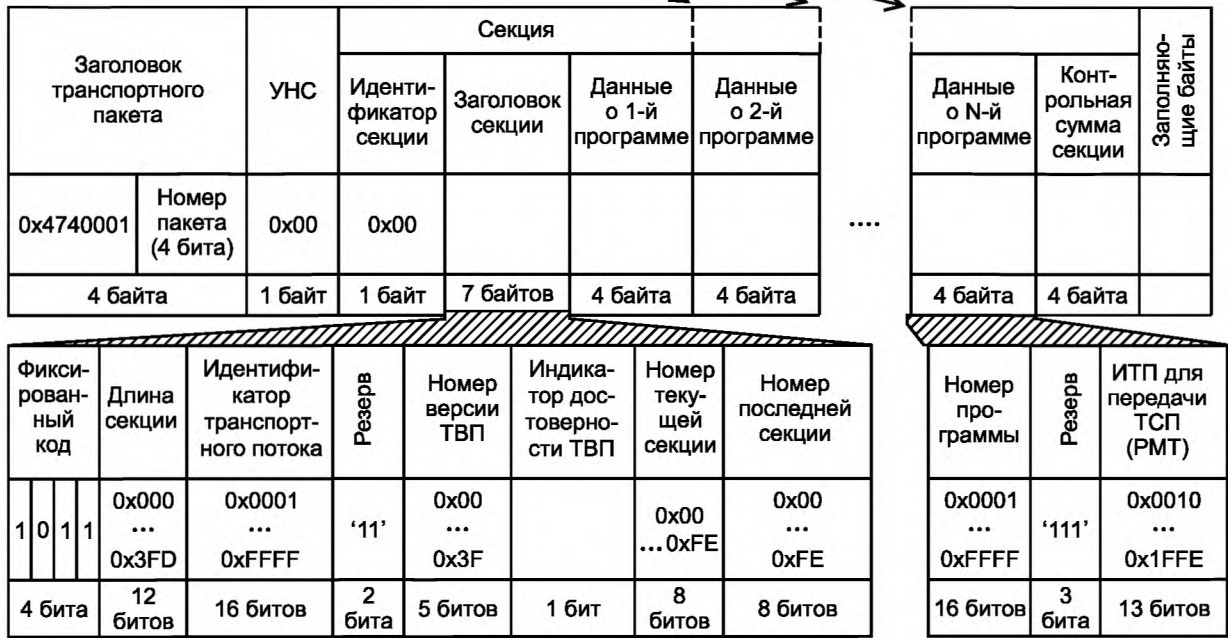 Секция
Заголовок
транспортного
пакета
УНС
Иденти-
фикатор
секции
Заголовок
секции
Данные
о 1-й
программе
Данные
о 2-й
программе
Данные
о N-й
программе
Конт-
рольная
сумма
секции
Заполняю-
щие байты
0x4740001
Номер
пакета
(4 бита)
0x00
0x00
....
4 байта
1 байт
1 байт
7 байтов
4 байта
4 байта
4 байта
4 байта
Фикси-
рован-
ный
код
Длина
секции
Идентифи-
катор
транспорт-
ного потока
Резерв
Номер
версии
ТВП
Индика-
тор дос-
товерно-
сти ТВП
Номер
теку-
щей
секции
Номер
последней
секции
Номер
про-
граммы
Резерв
ИТП для
передачи
ТСП
(PMT)
1 0 1 1
0x000
...
0x3FD
0x0001
...
0xFFFF
‘11’
0x00
...
0x3F
0x00
...0xFE
0x00
...
0xFE
0x0001
...
0xFFFF
‘111’
0x0010
...
0x1FFE
4 бита
12
битов
16 битов
2
бита
5 битов
1 бит
8
битов
8 битов
16 битов
3
бита
13 битов